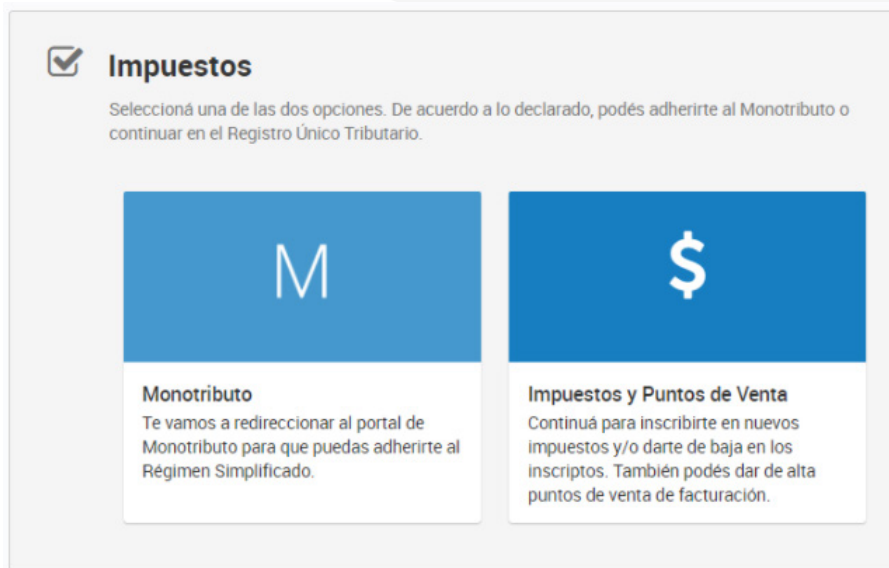 Impuestos
Seleccioná una de las dos opciones. De acuerdo a lo declarado, podés adherirte al Monotributo o
continuar en el Registro Único Tributario.
M
$
Monotributo
Te vamos a redireccionar al portal de
Monotributo para que puedas adherirte al
Régimen Simplificado.
Impuestos y Puntos de Venta
Continuá para inscribirte en nuevos
impuestos y/o darte de baja en los
inscriptos. También podés dar de alta
puntos de venta de facturación.